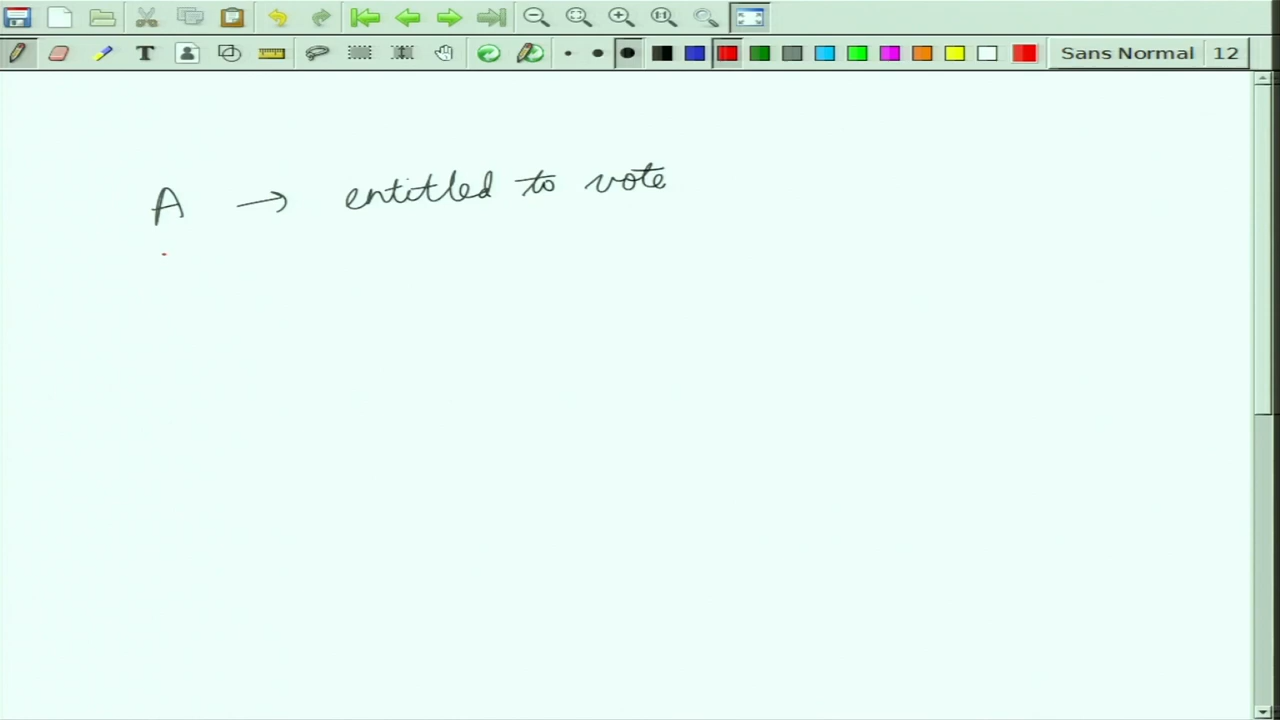 T Sans Normal 12
A → entitled to vote